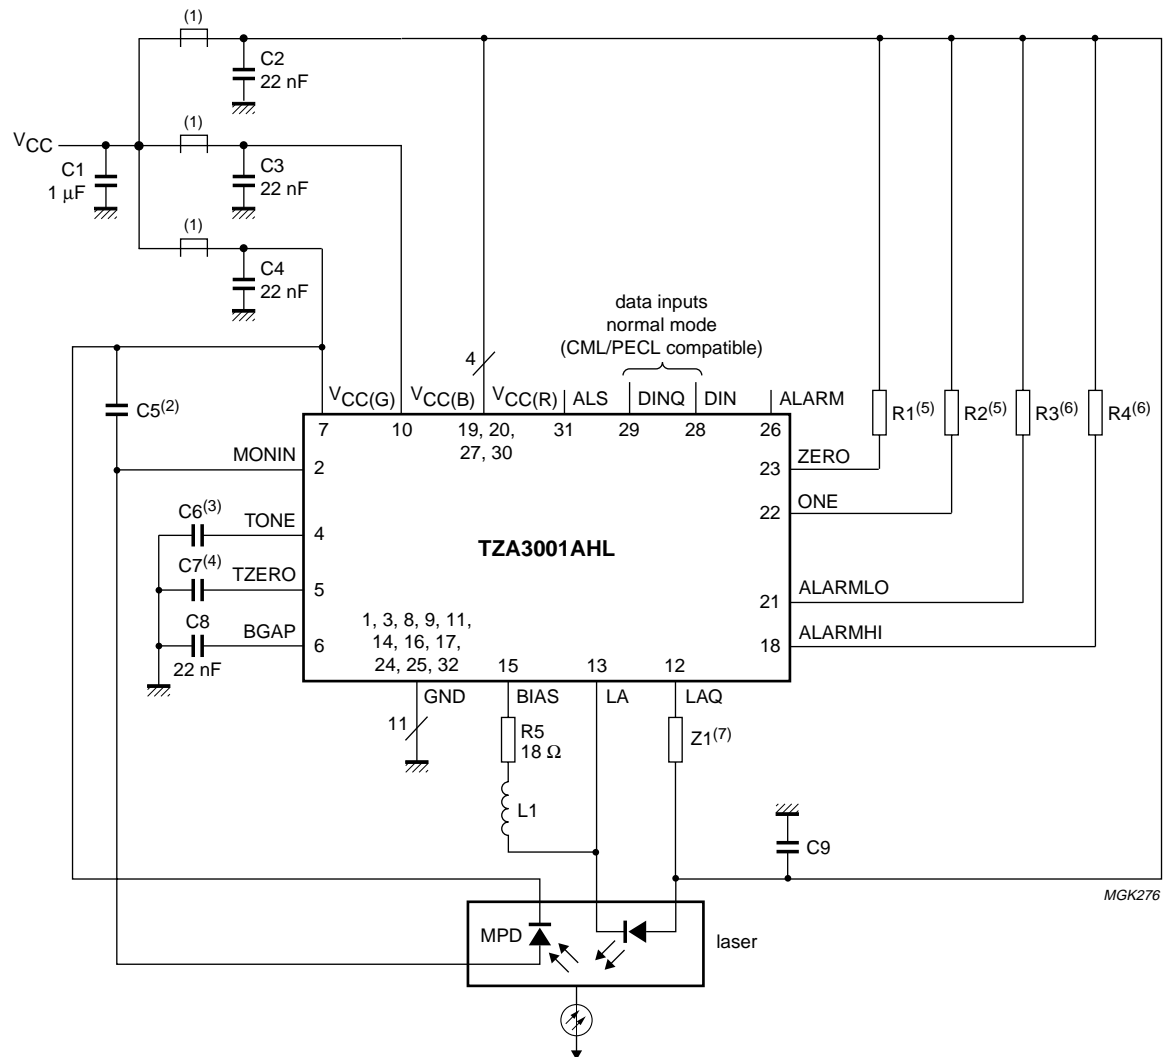 (1)
C2
22 nF
VCC
(1)
C1
1 μF
C3
22 nF
(1)
C4
22 nF
data inputs
normal mode
(CML/PECL compatible)
4
C5(2)
VCC(G)
VCC(B)
VCC(R)
ALS
DINQ
DIN
ALARM
R1(5)
R2(5)
R3(6)
R4(6)
7
10
19, 20,
27, 30
31
29
28
26
MONIN
2
23
ZERO
22
ONE
C6(3)
TONE
4
TZA3001AHL
C7(4)
TZERO
5
21
ALARMLO
C8
22 nF
BGAP
6
1, 3, 8, 9, 11,
14, 16, 17,
24, 25, 32
18
ALARMHI
15
13
12
GND
BIAS
LA
LAQ
11
R5
18 Ω
Z1(7)
L1
C9
MGK276
MPD
laser